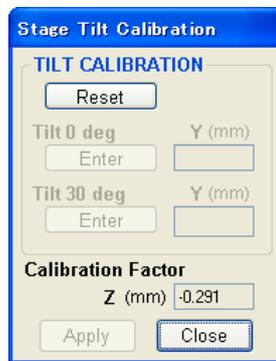 Stage Tilt Calibration
TILT CALIBRATION
Reset
Tilt 0 deg Y (mm)
Enter
Tilt 30 deg Y (mm)
Enter
Calibration Factor
Z (mm) -0.291
Apply Close